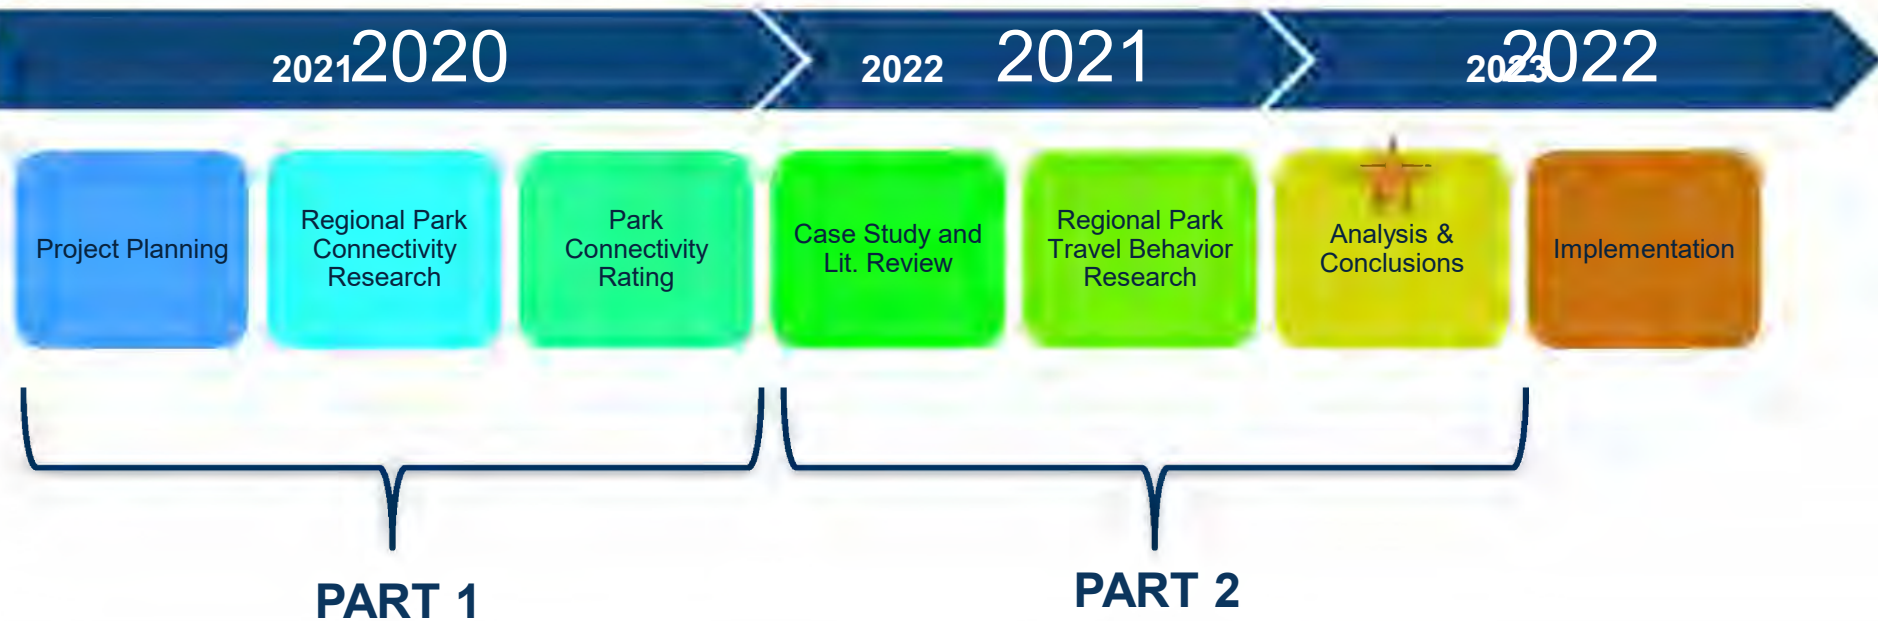 2021 2020
2022 2021
2023 2022
Project Planning
Regional Park
Connectivity
Research
Park
Connectivity
Rating
Case Study and
Lit. Review
Regional Park
Travel Behavior
Research
Analysis &
Conclusions
Implementation
PART 1
PART 2